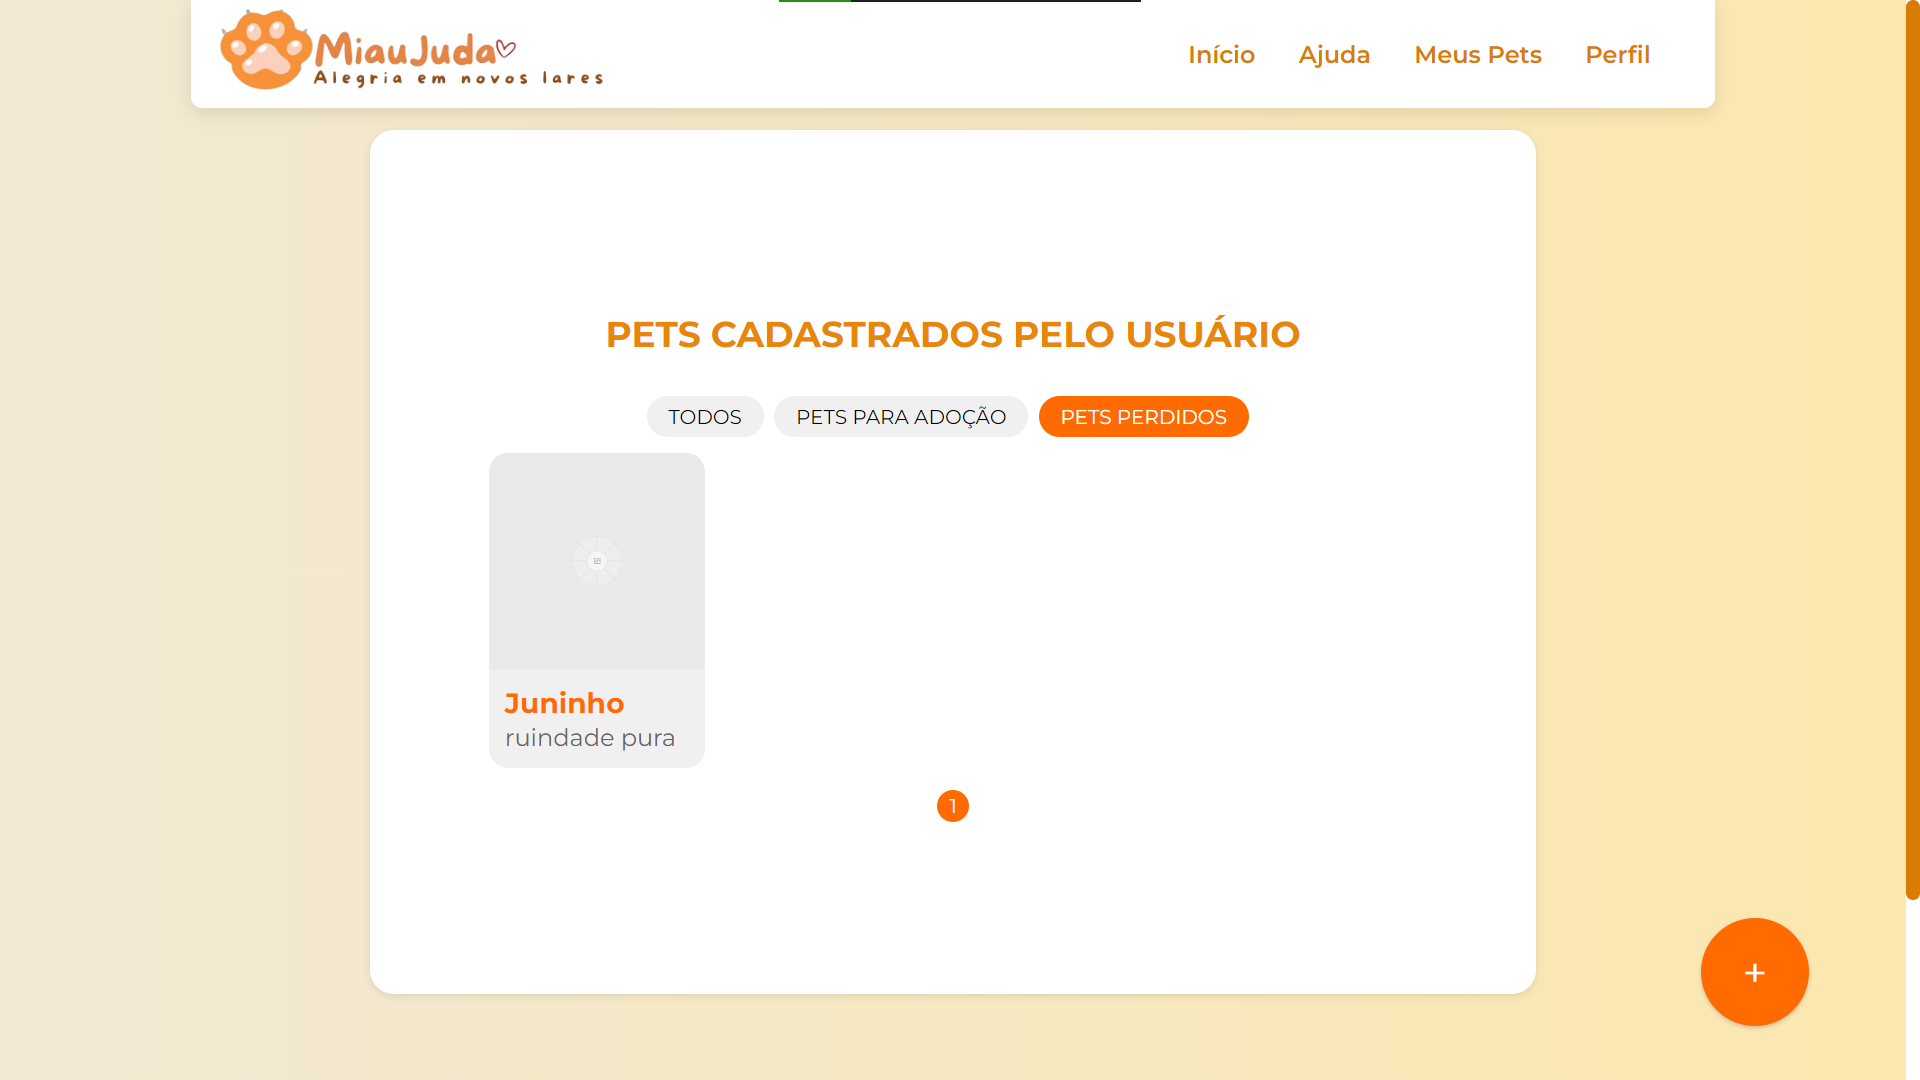 MiauJuda
Alegria em novos lares
Início
Ajuda
Meus Pets
Perfil
PETS CADASTRADOS PELO USUÁRIO
TODOS
PETS PARA ADOÇÃO
PETS PERDIDOS
Juninho
ruindade pura
1
+